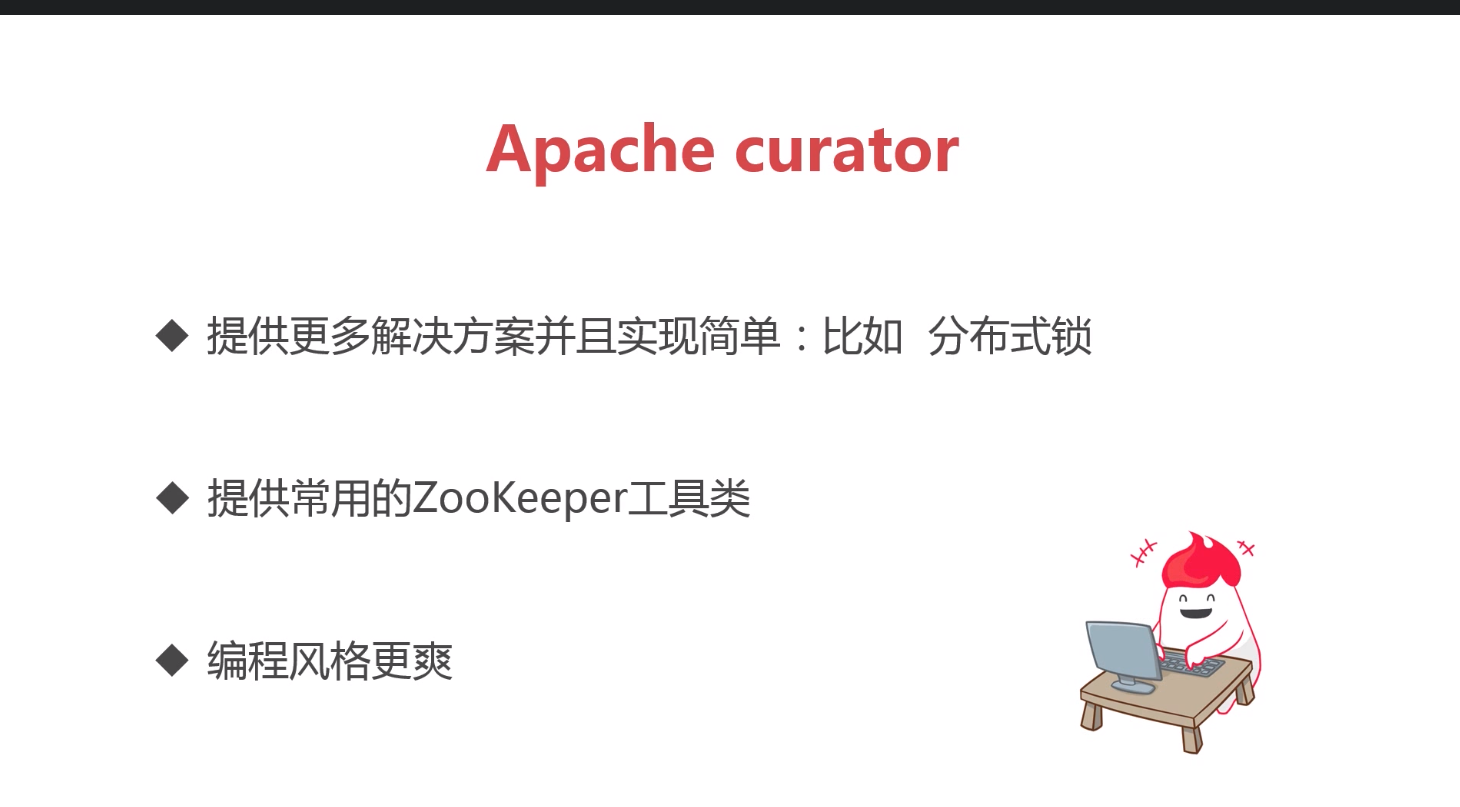 Apache curator
◆ 提供更多解决方案并且实现简单：比如 分布式锁
◆ 提供常用的ZooKeeper工具类
◆ 编程风格更爽